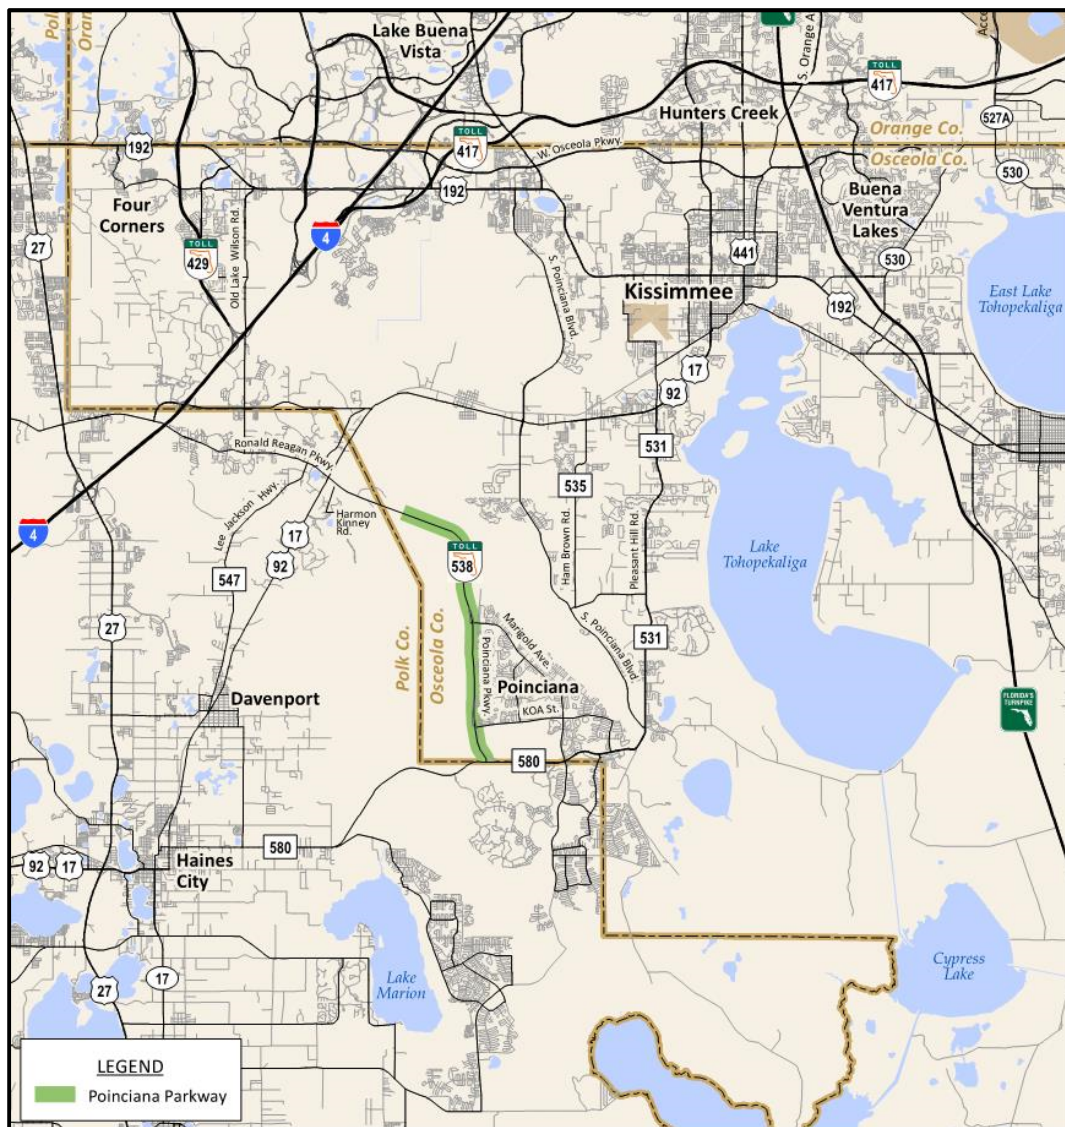 Lake Buena
Vista
S. Orange A
Acce
Polk
Oran
TOLL
417
Hunters Creek
527A
192
TOLL
417
W. Osceola Pkwy.
Orange Co.
Osceola Co.
530
192
Four
Corners
Buena
Ventura
Lakes
27
4
Old Lake Wilson Rd.
TOLL
429
441
530
S. Poinciana Blvd.
Kissimmee
East Lake
Tohopekaliga
192
17
92
Ronald Reagan Pkwy.
531
535
Harmon
Kinney
Rd.
Lee Jackson Hwy.
4
17
92
TOLL
538
Ham Brown Rd.
Pleasant Hill Rd.
Lake
Tohopekaliga
547
27
Polk Co.
Osceola Co.
Marigold Ave.
S. Poinciana Blvd.
531
Davenport
Poinciana Pkwy.
Poinciana
KOA St.
FLORIDA'S
TURNPIKE
580
580
92
17
Haines
City
Lake
Marion
Cypress
Lake
17
27
LEGEND
Poinciana Parkway